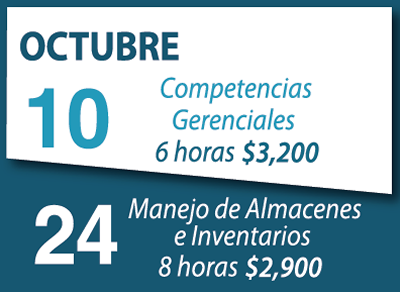 OCTUBRE
10
Competencias
Gerenciales
6 horas $3,200
24
Manejo de Almacenes
e Inventarios
8 horas $2,900